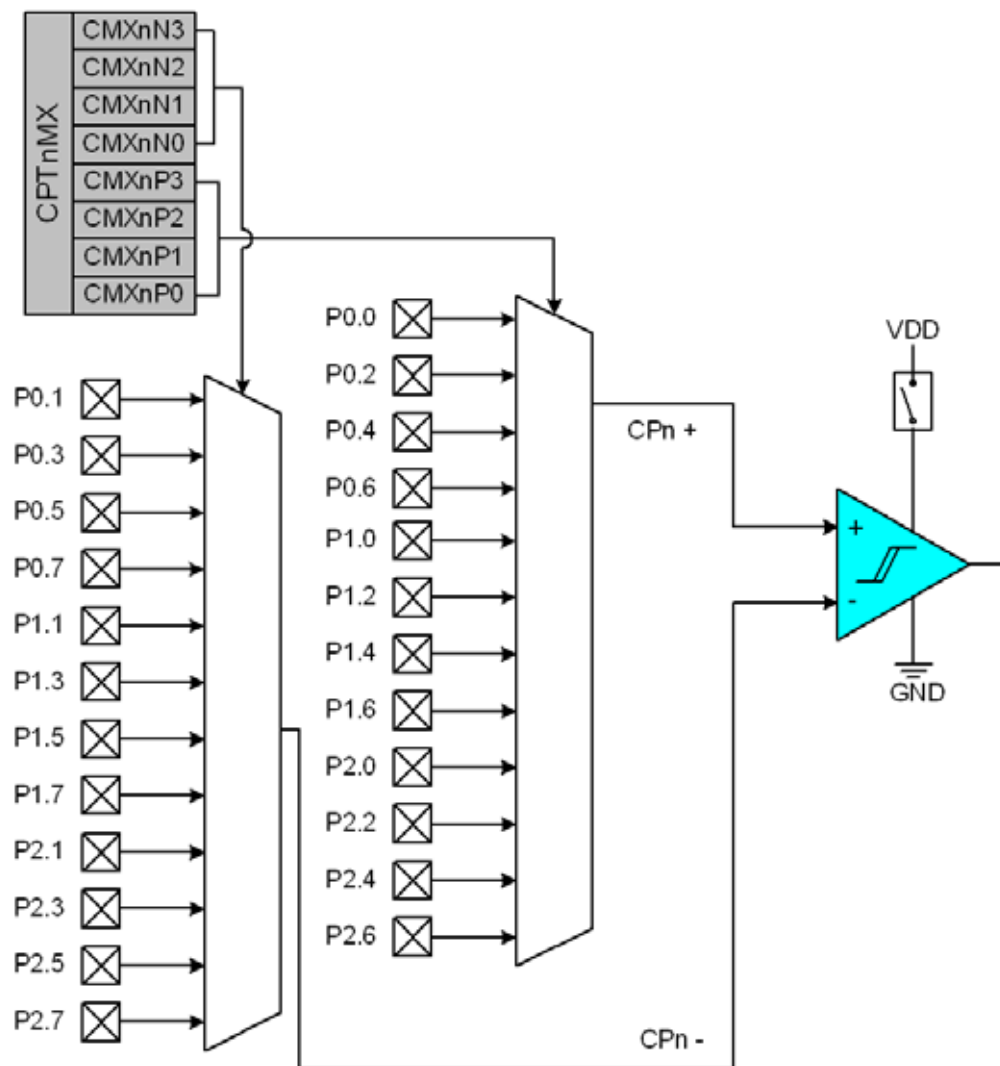 CPTnMX
CMXnN3
CMXnN2
CMXnN1
CMXnN0
CMXnP3
CMXnP2
CMXnP1
CMXnP0
P0.1
P0.3
P0.5
P0.7
P1.1
P1.3
P1.5
P1.7
P2.1
P2.3
P2.5
P2.7
P0.0
P0.2
P0.4
P0.6
P1.0
P1.2
P1.4
P1.6
P2.0
P2.2
P2.4
P2.6
CPn +
CPn -
VDD
+
-
GND